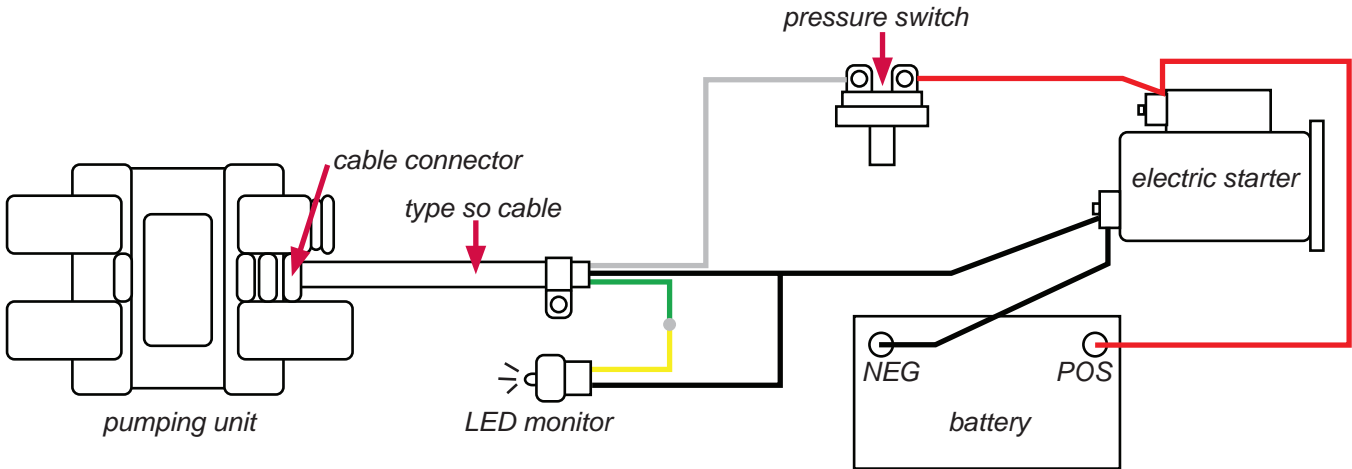 pressure switch
cable connector
type so cable
electric starter
NEG
POS
pumping unit
LED monitor
battery